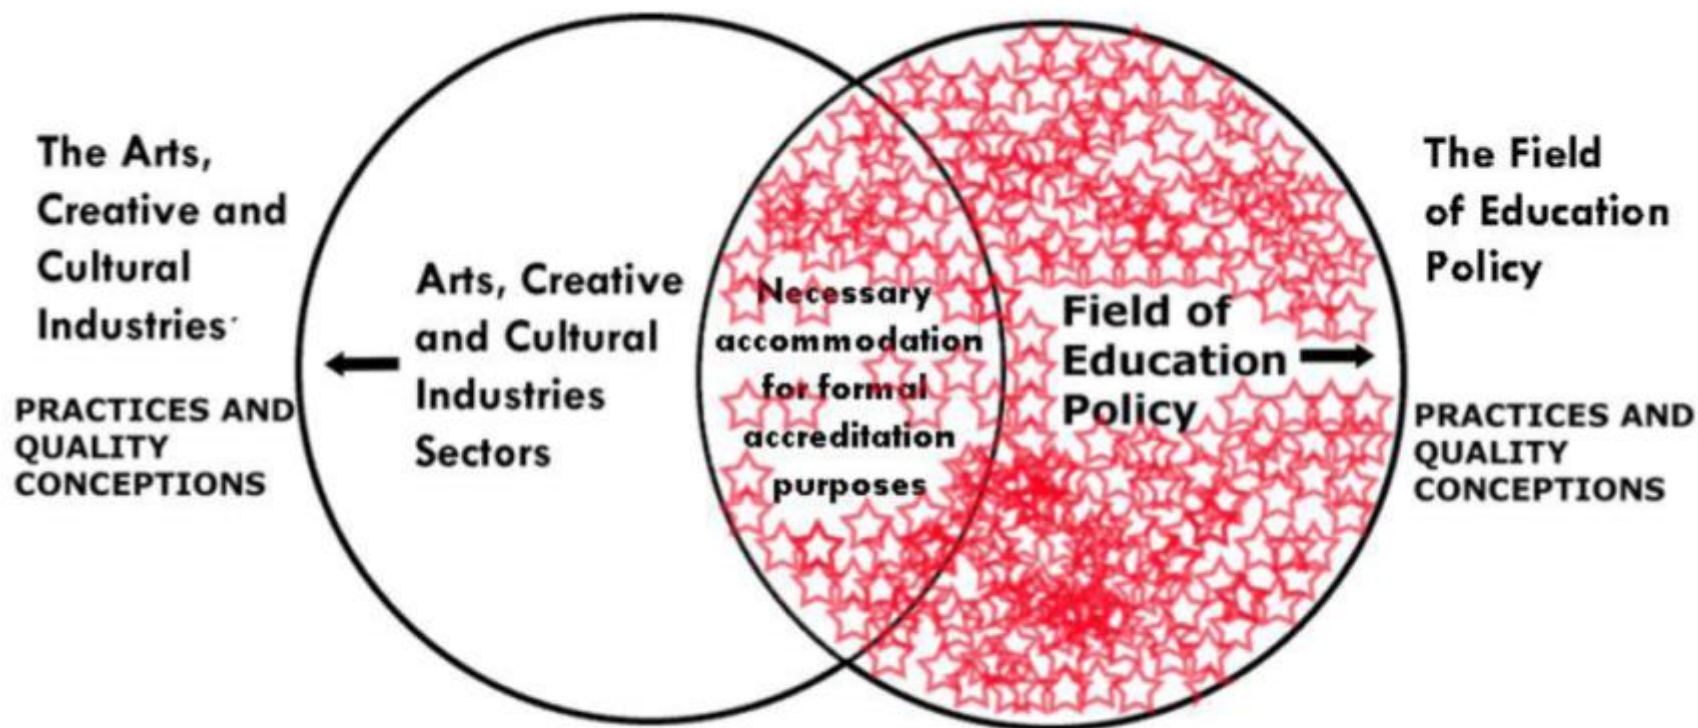 The Arts,
Creative and
Cultural
Industries
PRACTICES AND
QUALITY
CONCEPTIONS
Arts, Creative
and Cultural
Industries
Sectors
Necessary
accommodation
for formal
accreditation
purposes
Field of
Education
Policy
The Field
of Education
Policy
PRACTICES AND
QUALITY
CONCEPTIONS